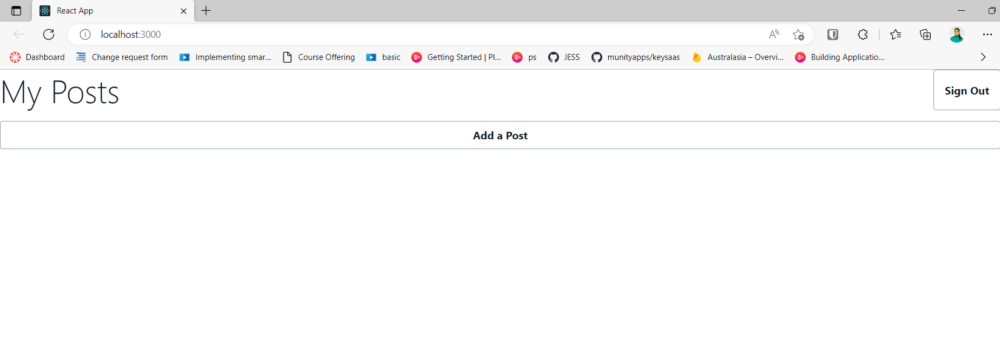 React App
localhost:3000
Dashboard Change request form Implementing smar... Course Offering basic Getting Started | Pl... ps JESS munityapps/keysaas Australasia – Overvi... Building Applicatio...
My Posts
Sign Out
Add a Post